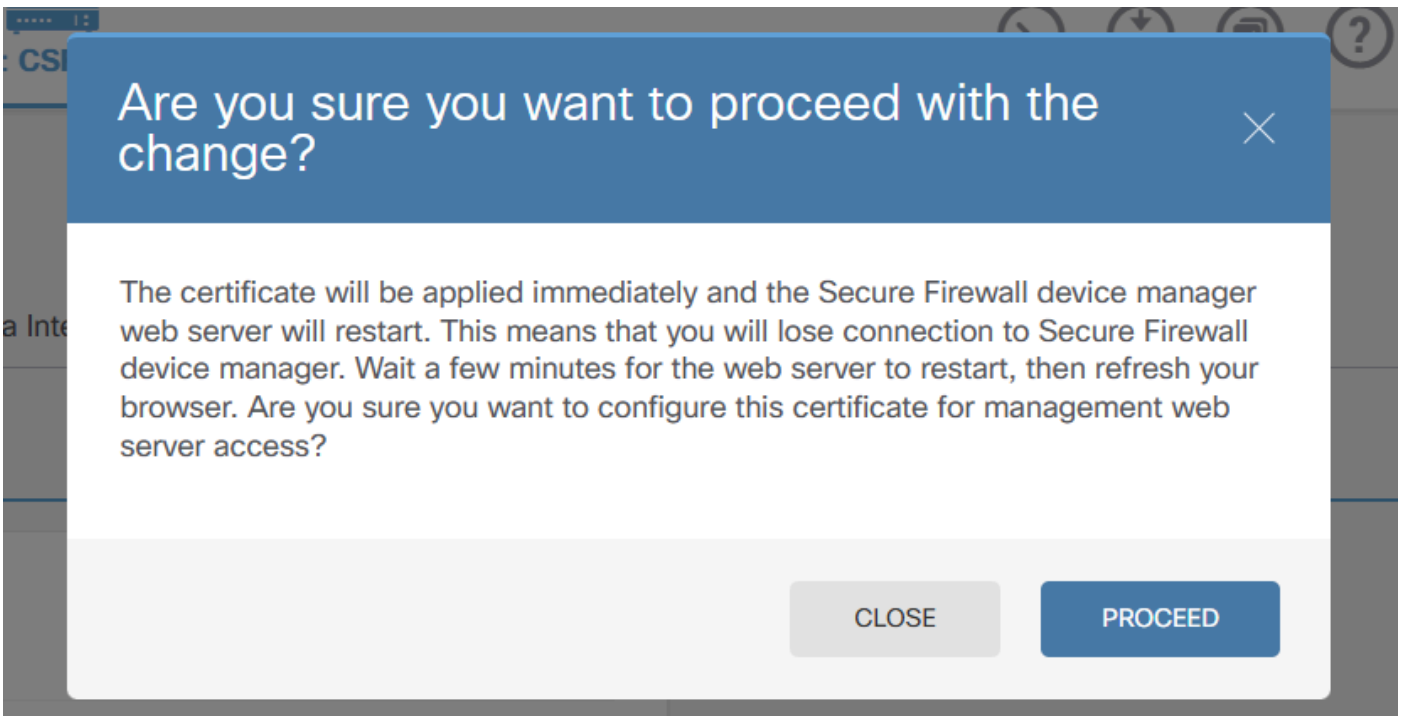 : CSI
Are you sure you want to proceed with the
change?
a Inte
The certificate will be applied immediately and the Secure Firewall device manager
web server will restart. This means that you will lose connection to Secure Firewall
device manager. Wait a few minutes for the web server to restart, then refresh your
browser. Are you sure you want to configure this certificate for management web
server access?
CLOSE PROCEED